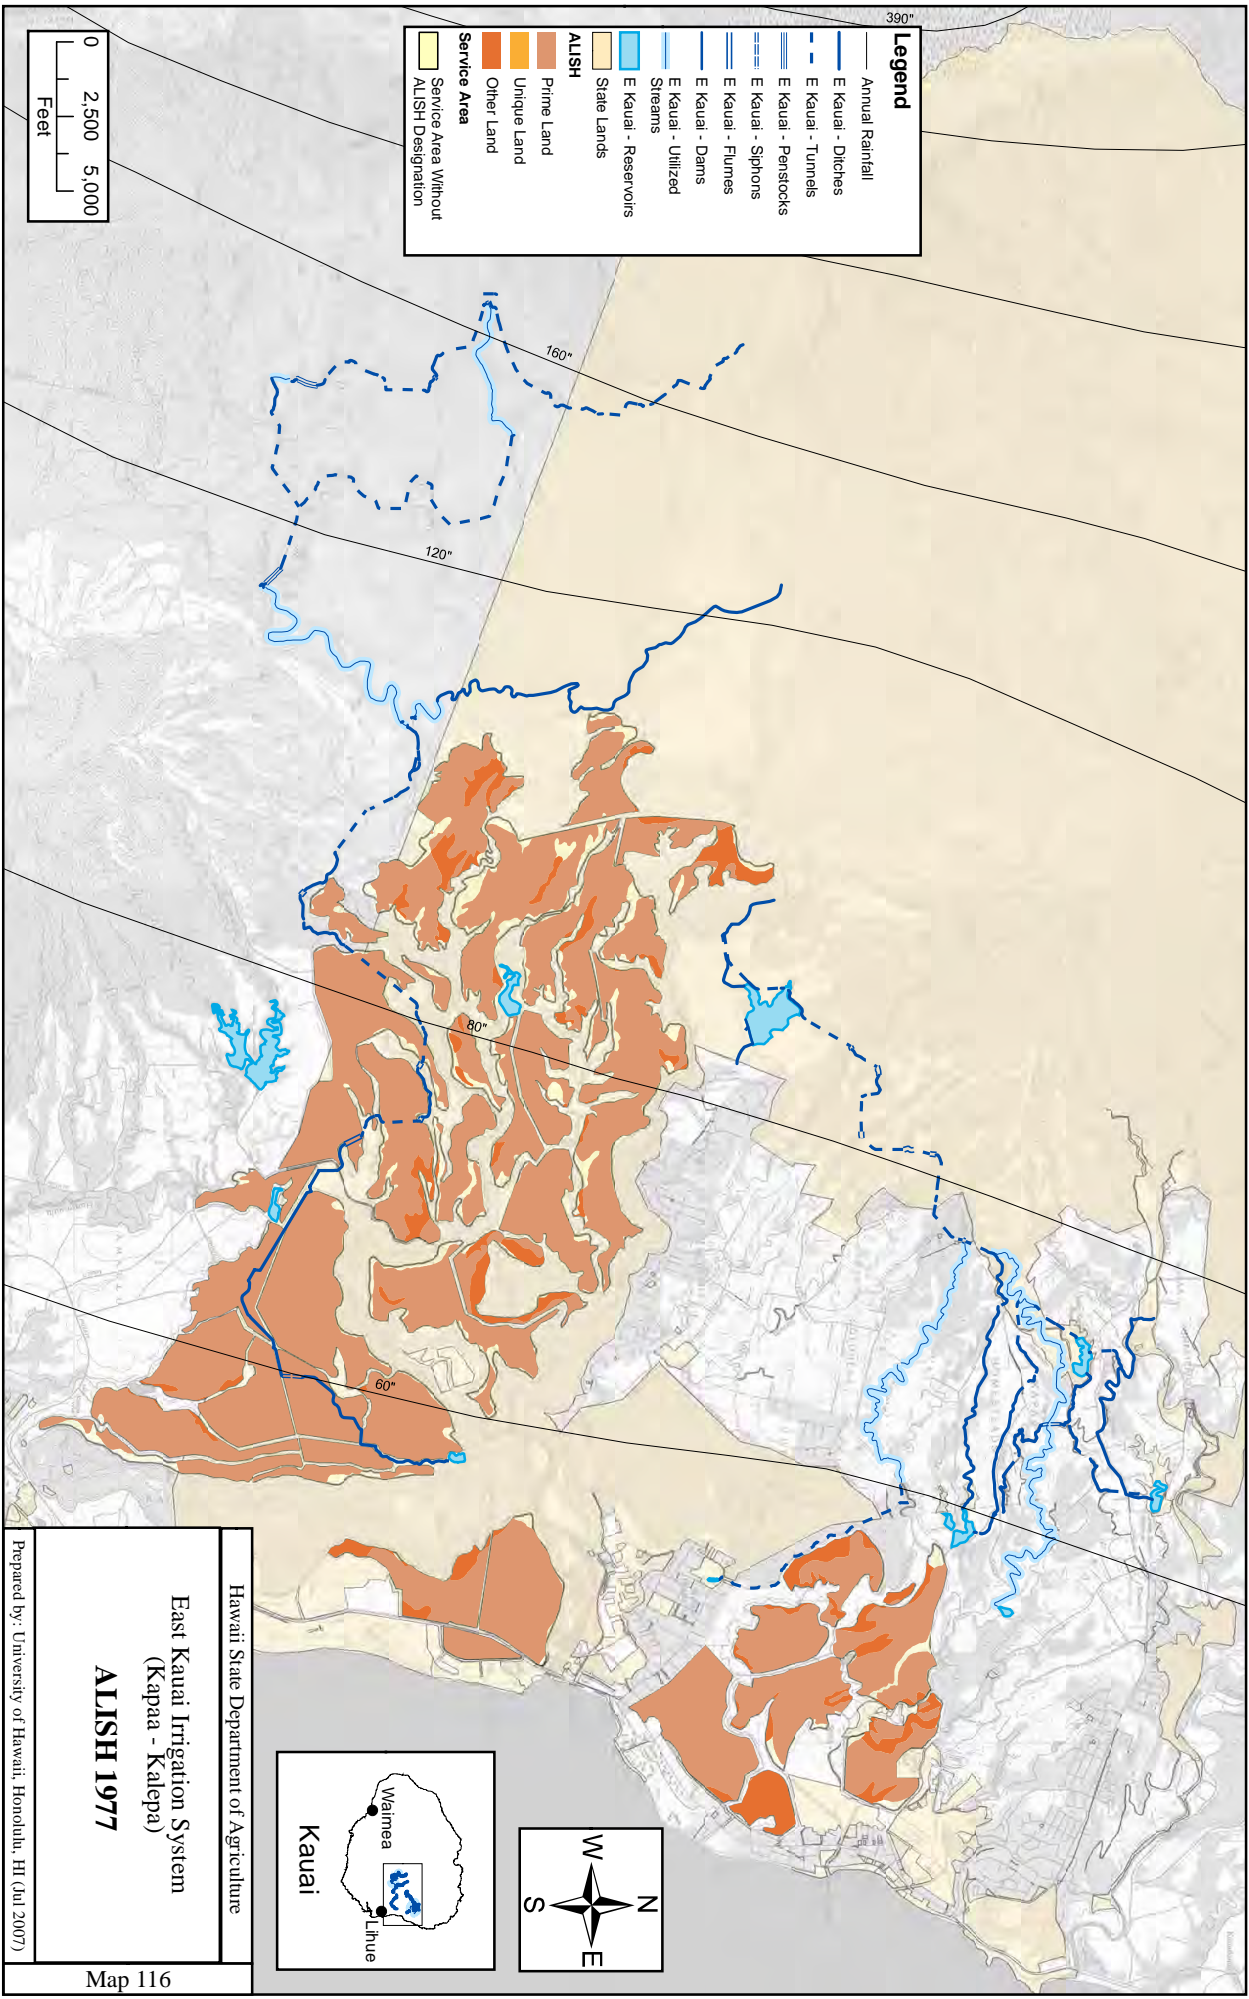 Legend
Annual Rainfall
E Kauai - Ditches
E Kauai - Tunnels
E Kauai - Penstocks
E Kauai - Siphons
E Kauai - Flumes
E Kauai - Dams
E Kauai - Utilized
Streams
E Kauai - Reservoirs
State Lands
ALISH
Prime Land
Unique Land
Other Land
Service Area
Service Area Without
ALISH Designation
0 2,500 5,000
Feet
390"
160"
120"
80"
60"
N
W
E
S
Waimea
Lihue
Kauai
Hawaii State Department of Agriculture
East Kauai Irrigation System
(Kapaa - Kalepa)
ALISH 1977
Prepared by: University of Hawaii, Honolulu, HI (Jul 2007)
Map 116